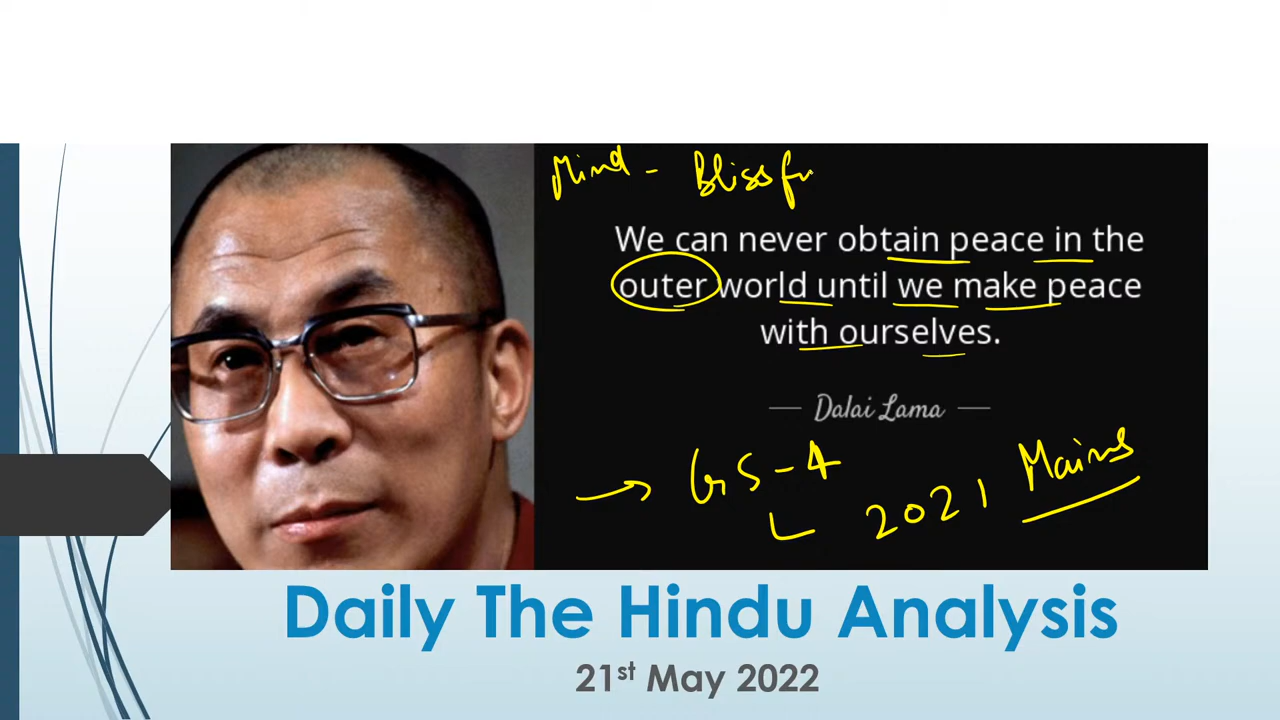 Mind - Blissfu
We can never obtain peace in the
outer world until we make peace
with ourselves.
Dalai Lama
→ GS-4
2021 Mains
Daily The Hindu Analysis
21st May 2022